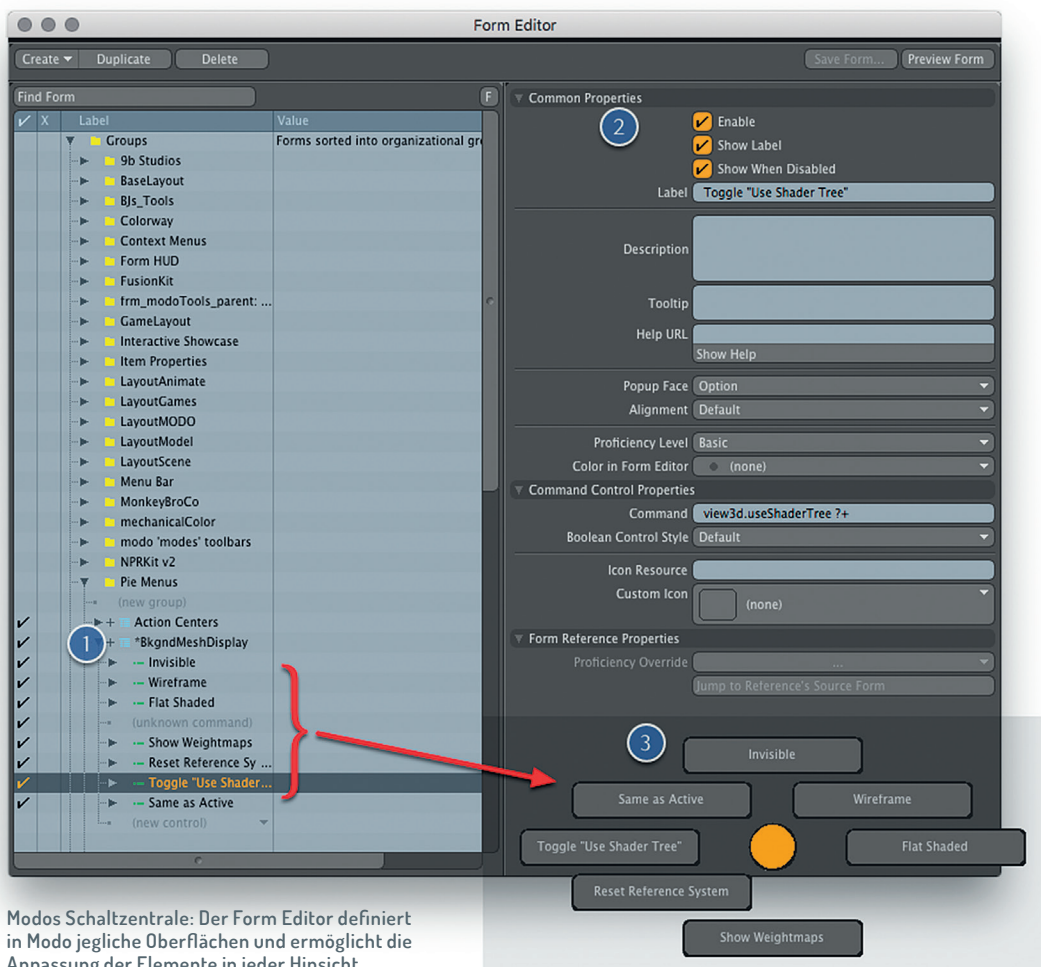 Form Editor
Create Duplicate Delete Save Form... Preview Form
Find Form F
X Label Value
Groups Forms sorted into organizational gr
9b Studios
BaseLayout
BJs_Tools
Colorway
Context Menus
Form HUD
FusionKit
frm_modoTools_parent: ...
GameLayout
Interactive Showcase
Item Properties
LayoutAnimate
LayoutGames
LayoutMODO
LayoutModel
LayoutScene
Menu Bar
MonkeyBroCo
mechanicalColor
modo 'modes' toolbars
NPRKit v2
Pie Menus
(new group)
Action Centers
1 *BkgndMeshDisplay
Invisible
Wireframe
Flat Shaded
(unknown command)
Show Weightmaps
Reset Reference Sy ...
Toggle "Use Shader...
Same as Active
(new control)
Common Properties
2
Enable
Show Label
Show When Disabled
Label Toggle "Use Shader Tree"
Description
Tooltip
Help URL
Show Help
Popup Face Option
Alignment Default
Proficiency Level Basic
Color in Form Editor (none)
Command Control Properties
Command view3d.useShaderTree ?+
Boolean Control Style Default
Icon Resource
Custom Icon (none)
Form Reference Properties
Proficiency Override ...
Jump to Reference's Source Form
3
Invisible
Same as Active Wireframe
Toggle "Use Shader Tree" Flat Shaded
Reset Reference System
Show Weightmaps
Modos Schaltzentrale: Der Form Editor definiert
in Modo jegliche Oberflächen und ermöglicht die
Anpassung der Elemente in jeder Hinsicht